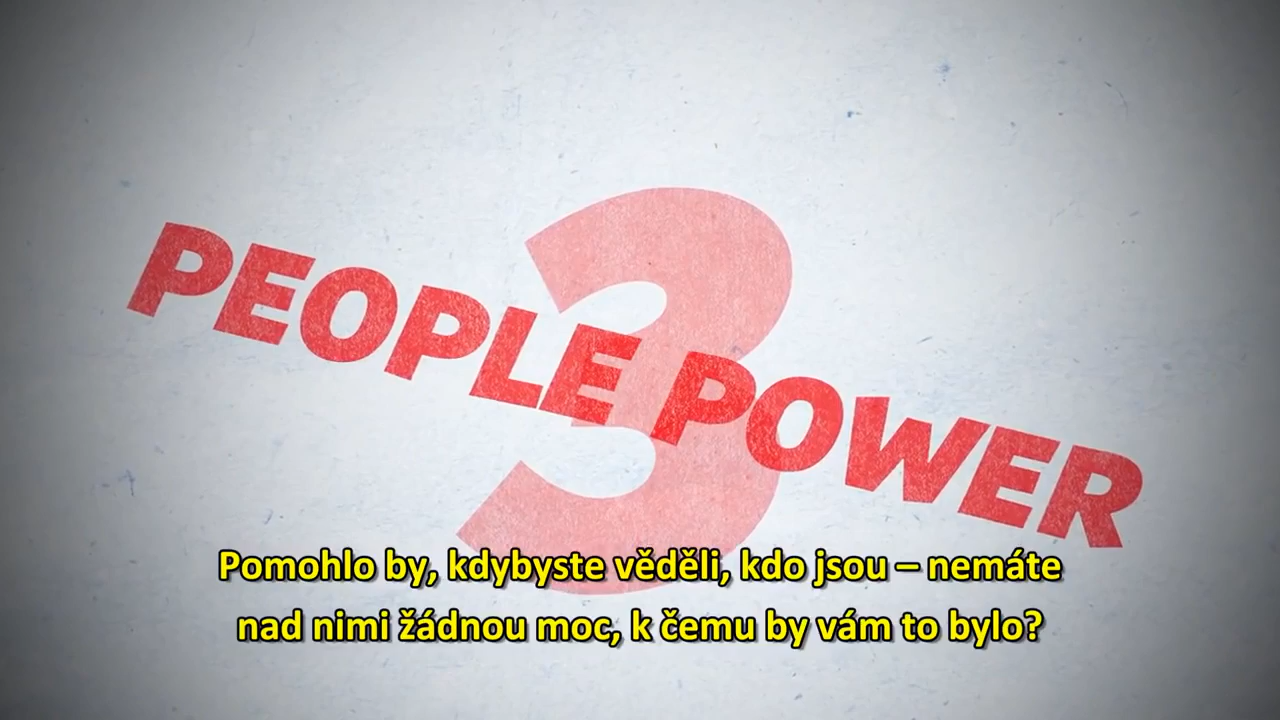 3
PEOPLE POWER
Pomohlo by, kdybyste věděli, kdo jsou – nemáte
nad nimi žádnou moc, k čemu by vám to bylo?